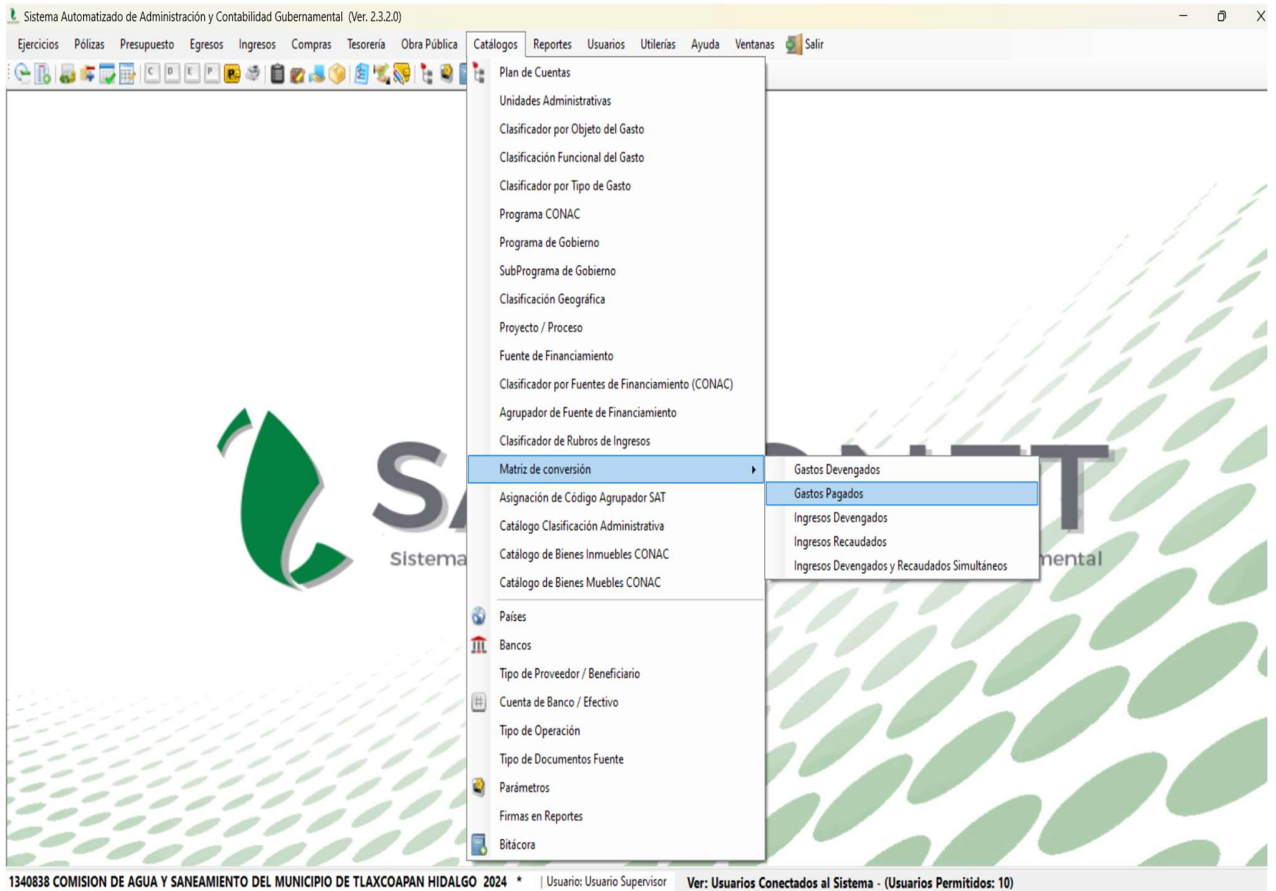 Sistema Automatizado de Administración y Contabilidad Gubernamental (Ver. 2.3.2.0)
Ejercicios Pólizas Presupuesto Egresos Ingresos Compras Tesorería Obra Pública Catálogos Reportes Usuarios Utilerías Ayuda Ventanas Salir
C D E P
Plan de Cuentas
Unidades Administrativas
Clasificador por Objeto del Gasto
Clasificación Funcional del Gasto
Clasificador por Tipo de Gasto
Programa CONAC
Programa de Gobierno
SubPrograma de Gobierno
Clasificación Geográfica
Proyecto / Proceso
Fuente de Financiamiento
Clasificador por Fuentes de Financiamiento (CONAC)
Agrupador de Fuente de Financiamiento
Clasificador de Rubros de Ingresos
Matriz de conversión
Asignación de Código Agrupador SAT
Catálogo Clasificación Administrativa
Catálogo de Bienes Inmuebles CONAC
Catálogo de Bienes Muebles CONAC
Países
Bancos
Tipo de Proveedor / Beneficiario
Cuenta de Banco / Efectivo
Tipo de Operación
Tipo de Documentos Fuente
Parámetros
Firmas en Reportes
Bitácora
Gastos Devengados
Gastos Pagados
Ingresos Devengados
Ingresos Recaudados
Ingresos Devengados y Recaudados Simultáneos
Sistema
mental
1340838 COMISION DE AGUA Y SANEAMIENTO DEL MUNICIPIO DE TLAXCOAPAN HIDALGO 2024 * | Usuario: Usuario Supervisor Ver: Usuarios Conectados al Sistema - (Usuarios Permitidos: 10)